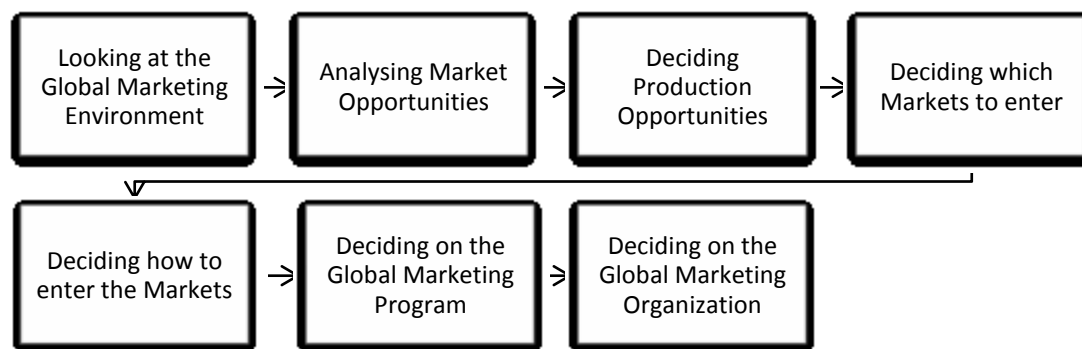 Looking at the
Global Marketing
Environment
Analysing Market
Opportunities
Deciding
Production
Opportunities
Deciding which
Markets to enter
Deciding how to
enter the Markets
Deciding on the
Global Marketing
Program
Deciding on the
Global Marketing
Organization